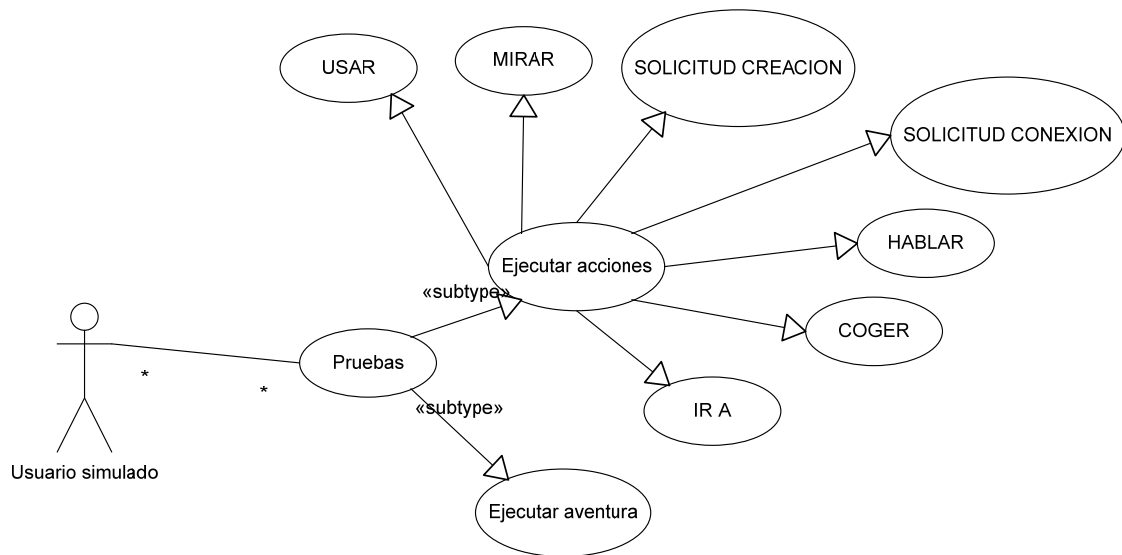 USAR
MIRAR
SOLICITUD CREACION
SOLICITUD CONEXION
HABLAR
Ejecutar acciones
«subtype»
COGER
Pruebas
*
*
«subtype»
IR A
Usuario simulado
Ejecutar aventura